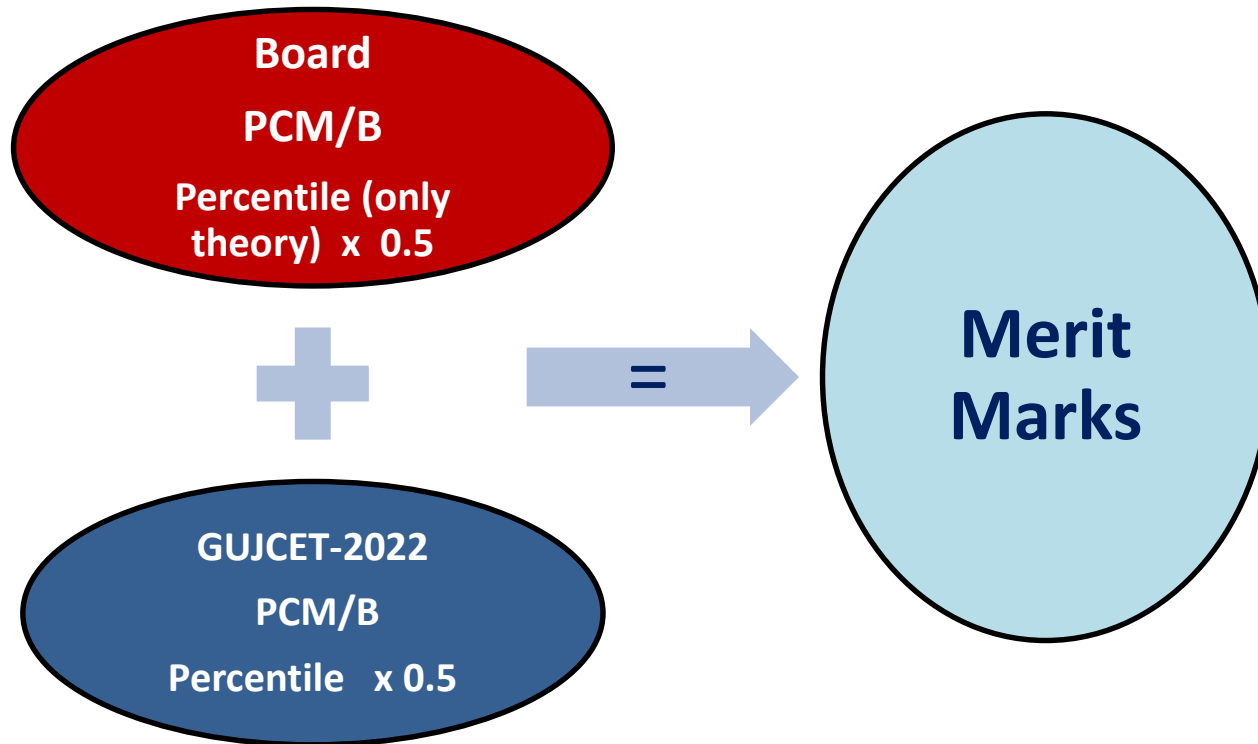 Board
PCM/B
Percentile (only
theory) x 0.5
=
Merit
Marks
GUJCET-2022
PCM/B
Percentile x 0.5